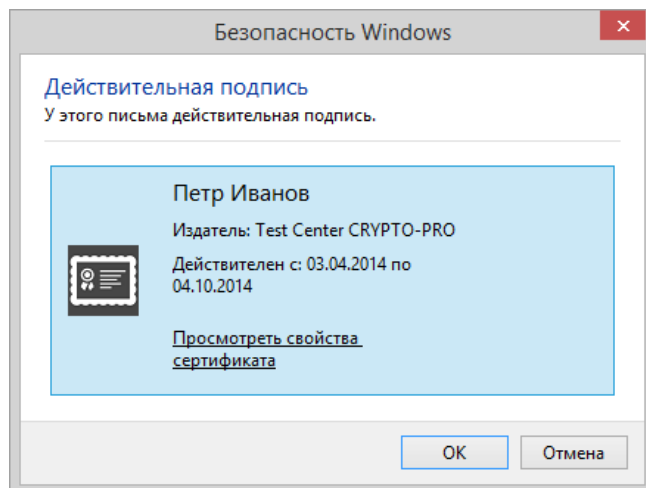 Безопасность Windows
Действительная подпись
У этого письма действительная подпись.
Петр Иванов
Издатель: Test Center CRYPTO-PRO
Действителен с: 03.04.2014 по
04.10.2014
Просмотреть свойства
сертификата
ОК
Отмена